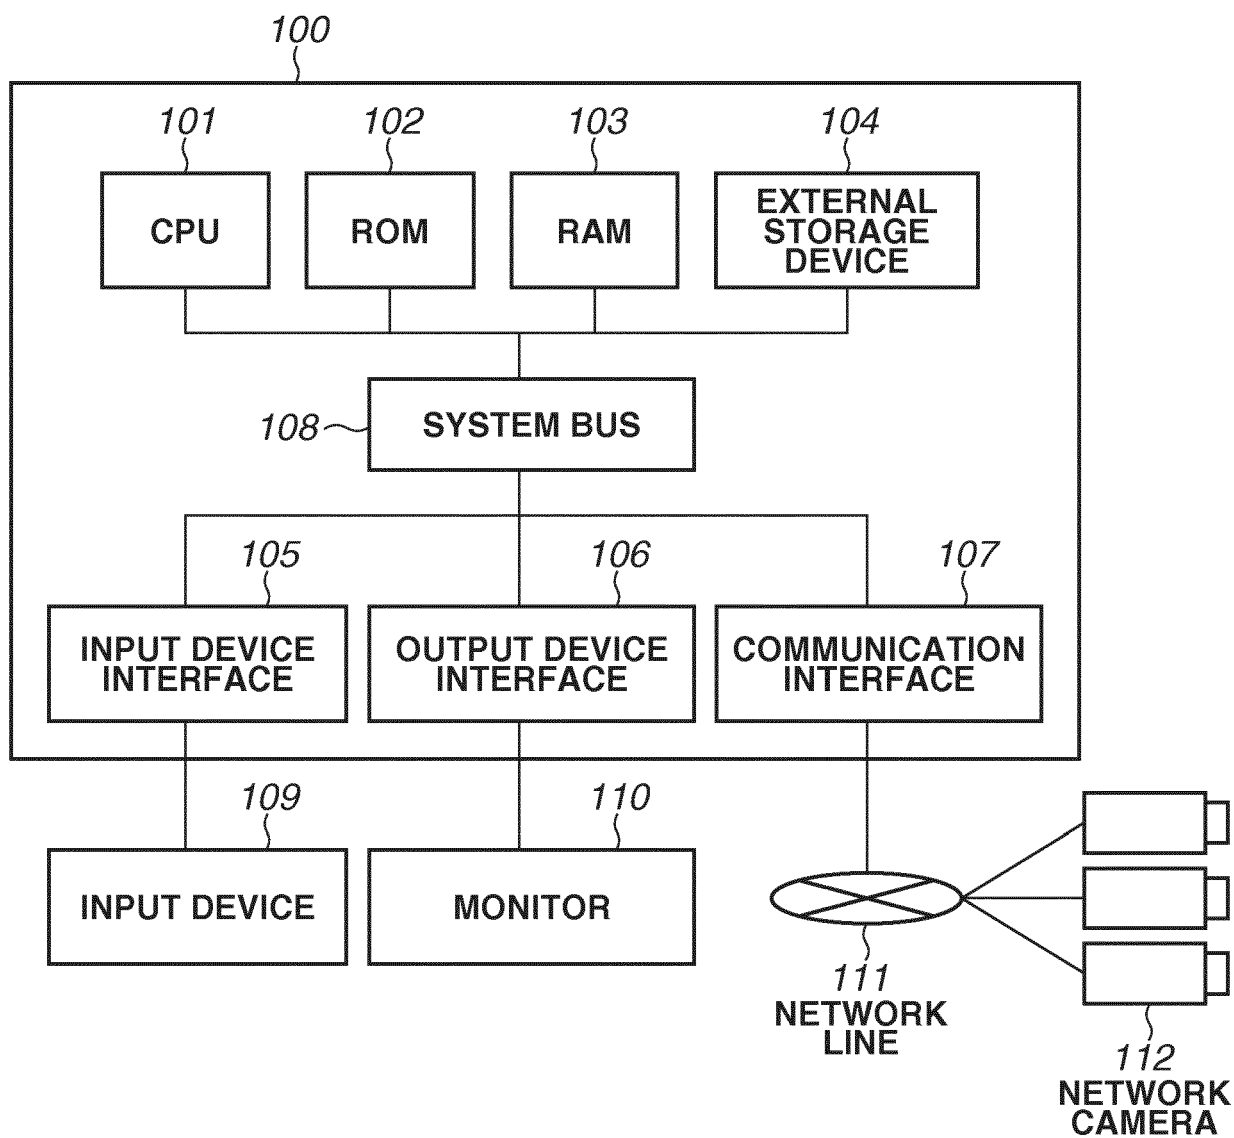 100
101
102
103
104
CPU
ROM
RAM
EXTERNAL
STORAGE
DEVICE
108
SYSTEM BUS
105
106
107
INPUT DEVICE
INTERFACE
OUTPUT DEVICE
INTERFACE
COMMUNICATION
INTERFACE
109
110
INPUT DEVICE
MONITOR
111
NETWORK
LINE
112
NETWORK
CAMERA